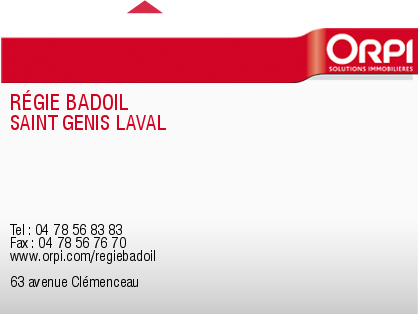 ORPI
SOLUTIONS IMMOBILIÈRES
RÉGIE BADOIL
SAINT GENIS LAVAL
Tel : 04 78 56 83 83
Fax : 04 78 56 76 70
www.orpi.com/regiebadoil
63 avenue Clémenceau